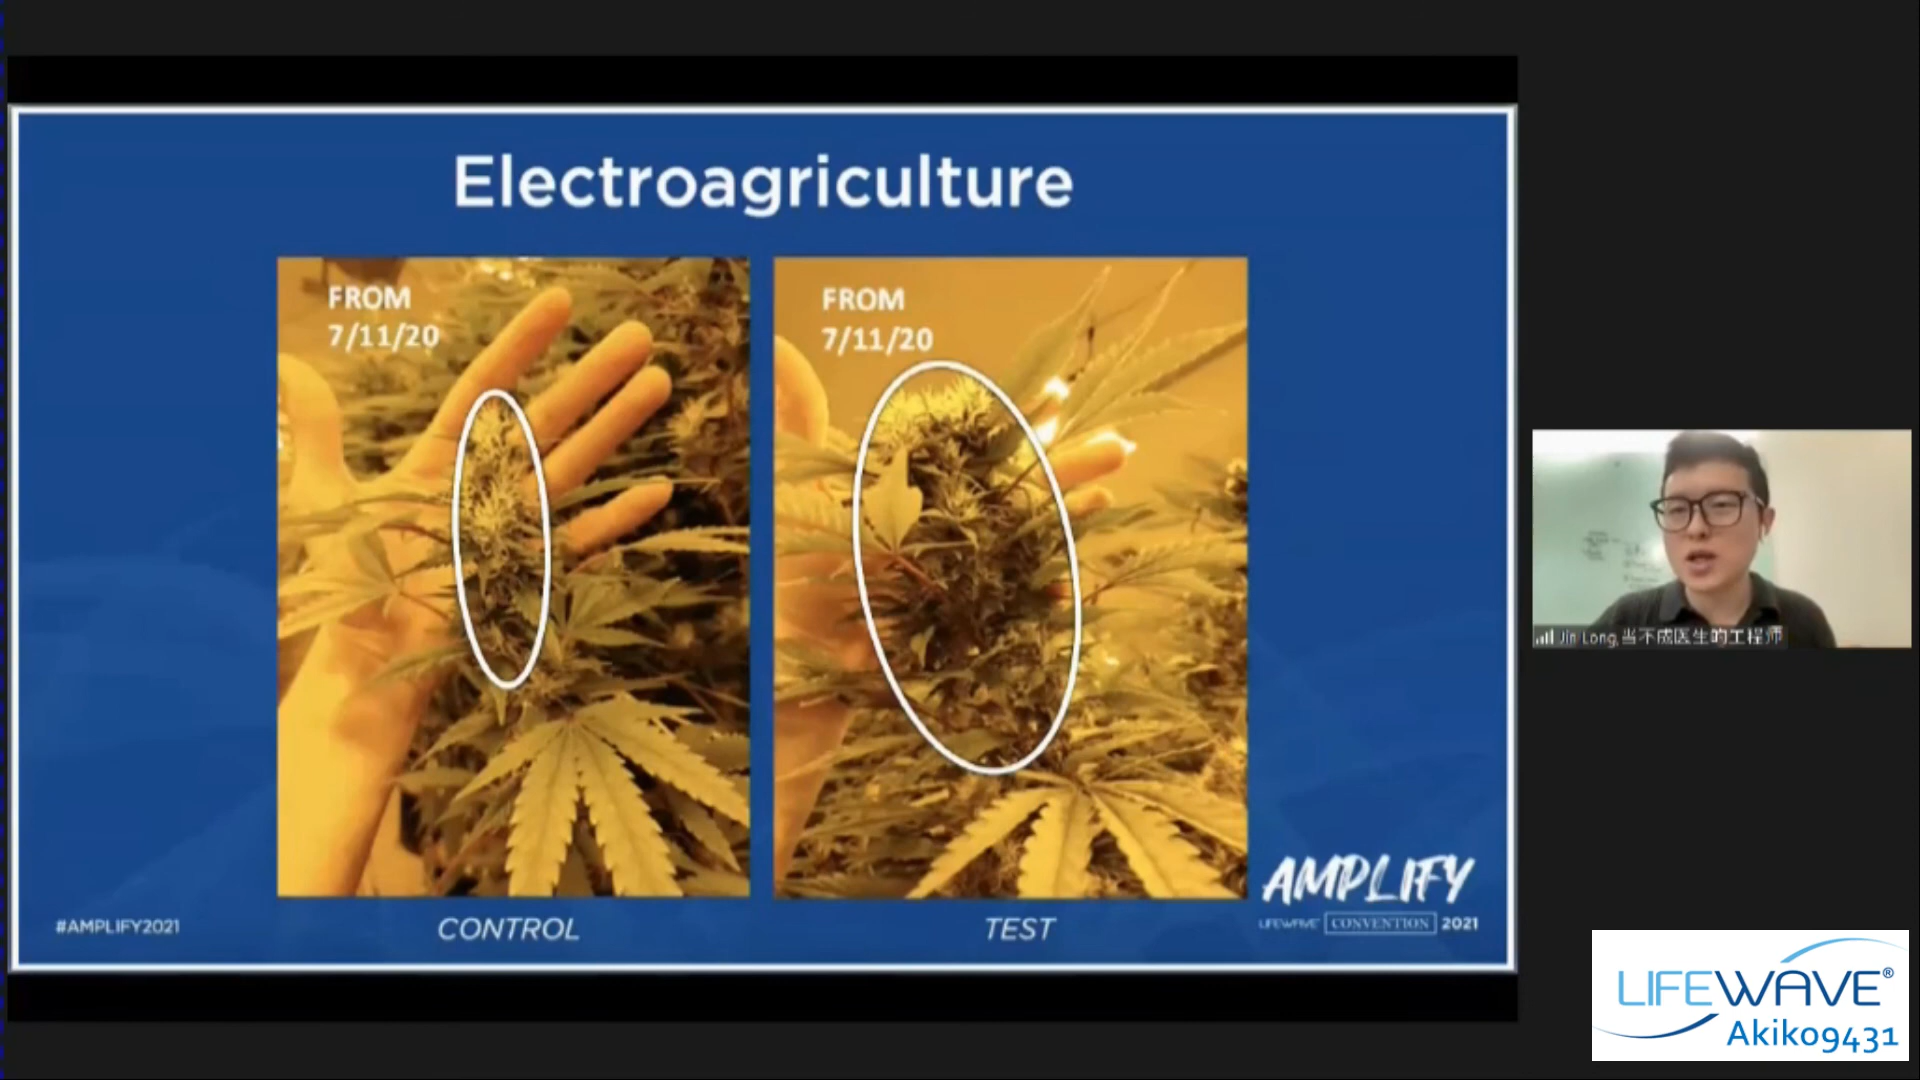 Electroagriculture
FROM
7/11/20
FROM
7/11/20
CONTROL
TEST
#AMPLIFY2021
AMPLIFY
LIFEWAVE CONVENTION 2021
Jin Long,当不成医生的工程师
LIFEWAVE®
Akiko9431